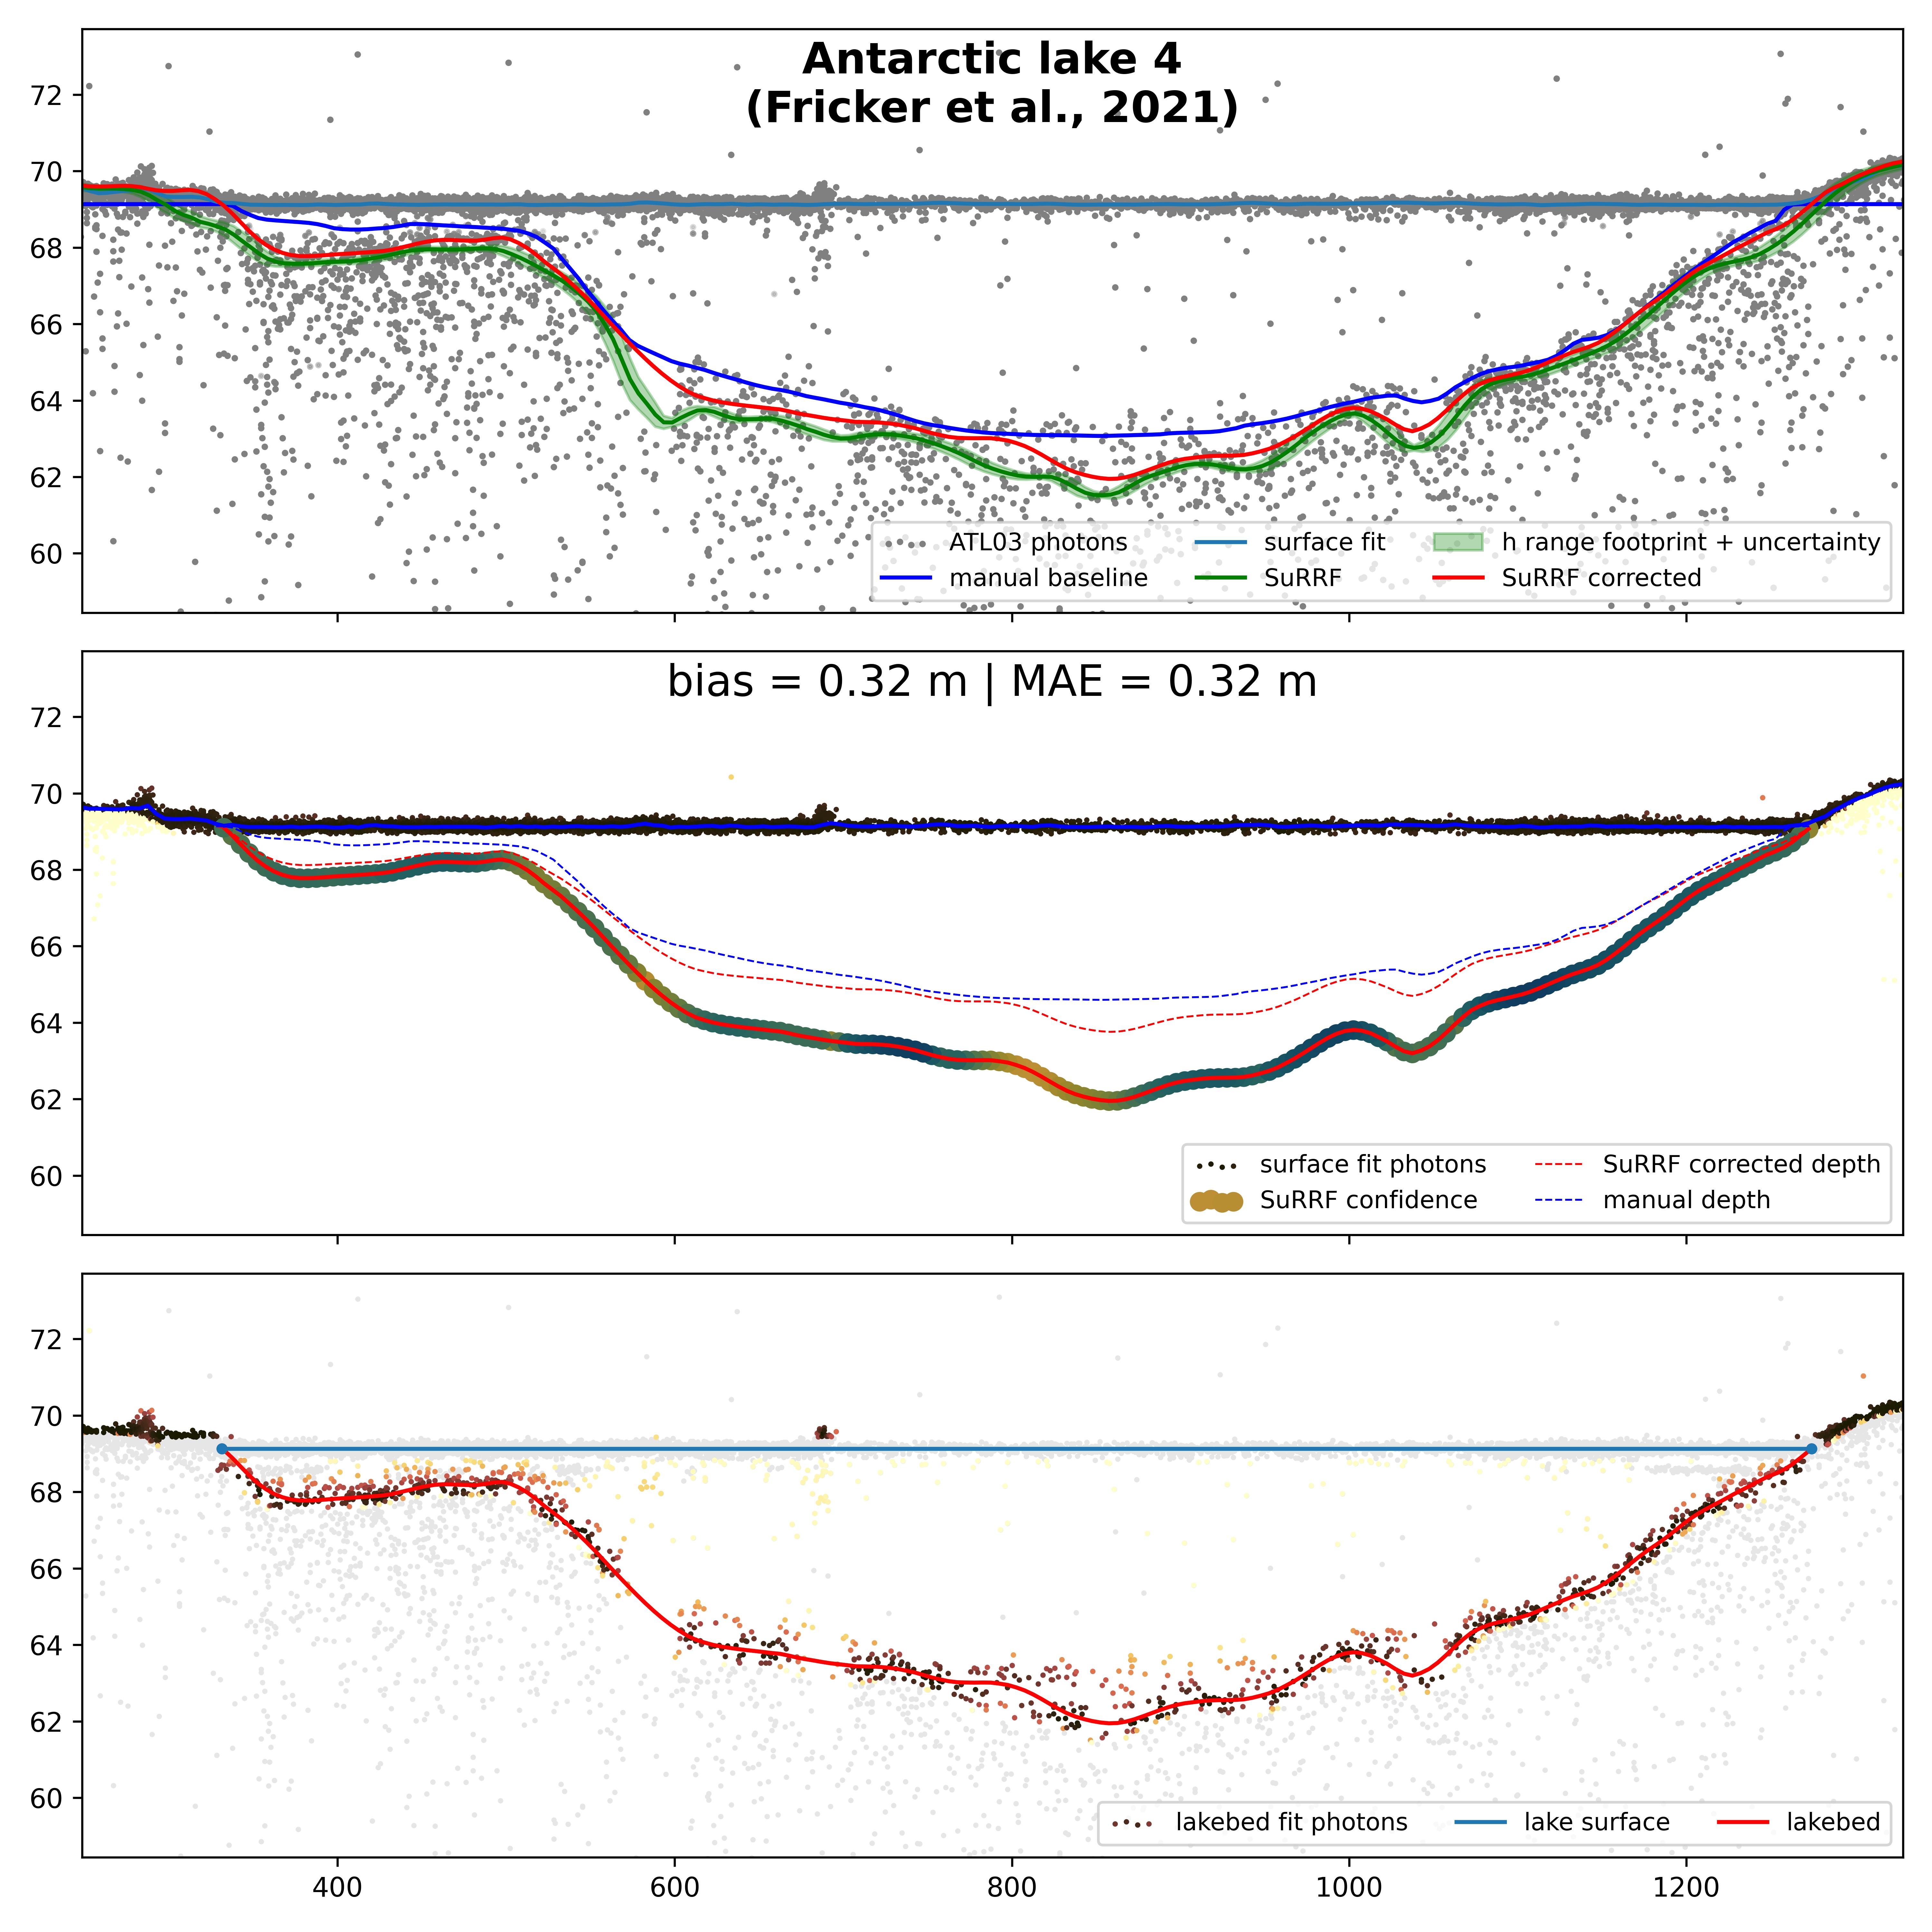 Antarctic lake 4
(Fricker et al., 2021)
72
70
68
66
64
62
60
ATL03 photons
surface fit
h range footprint + uncertainty
manual baseline
SuRRF
SuRRF corrected
bias = 0.32 m | MAE = 0.32 m
72
70
68
66
64
62
60
surface fit photons
SuRRF corrected depth
SuRRF confidence
manual depth
72
70
68
66
64
62
60
lakebed fit photons
lake surface
lakebed
400
600
800
1000
1200